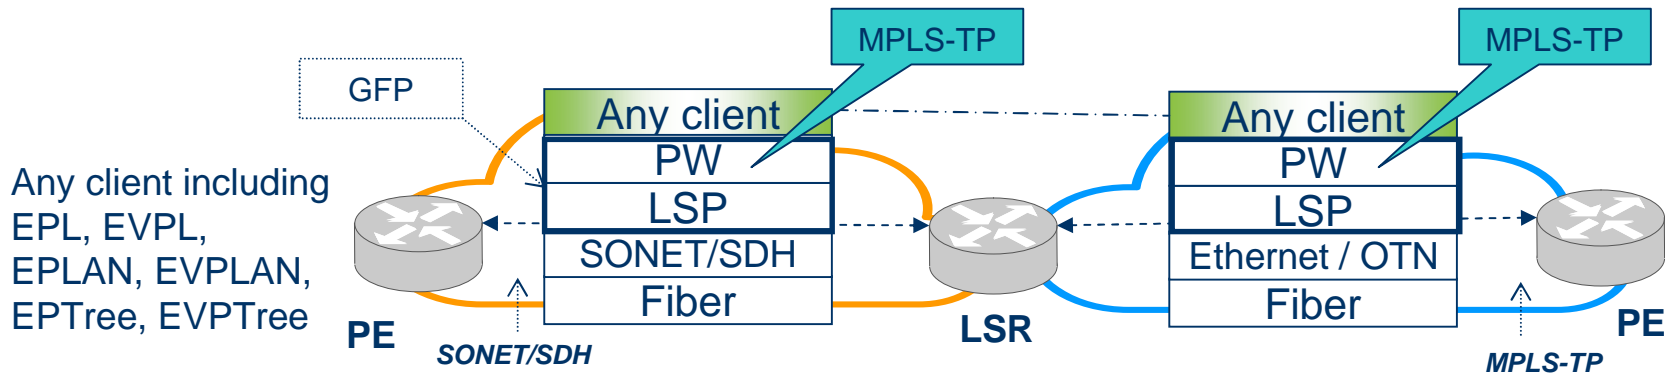 MPLS-TP
MPLS-TP
GFP
Any client
Any client
PW
PW
Any client including
EPL, EVPL,
EPLAN, EVPLAN,
EPTree, EVPTree
LSP
LSP
SONET/SDH
Ethernet / OTN
Fiber
Fiber
PE
LSR
PE
SONET/SDH
MPLS-TP